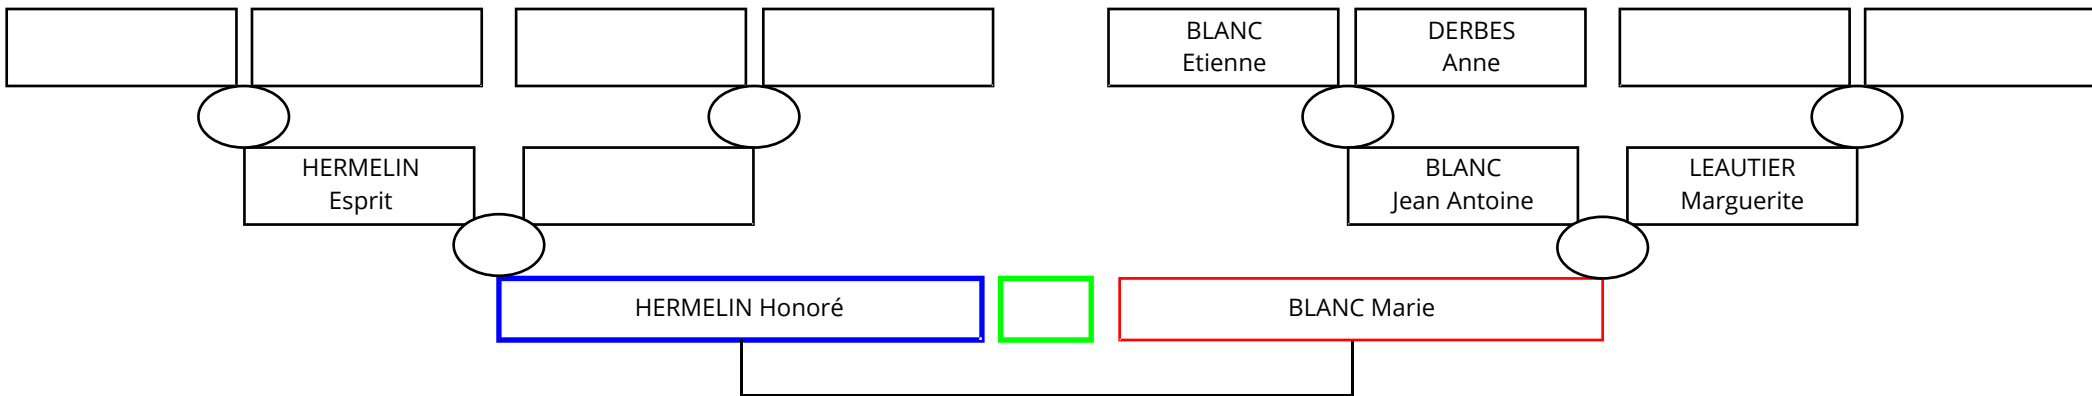 BLANC
Etienne
DERBES
Anne
HERMELIN
Esprit
BLANC
Jean Antoine
LEAUTIER
Marguerite
HERMELIN Honoré
BLANC Marie